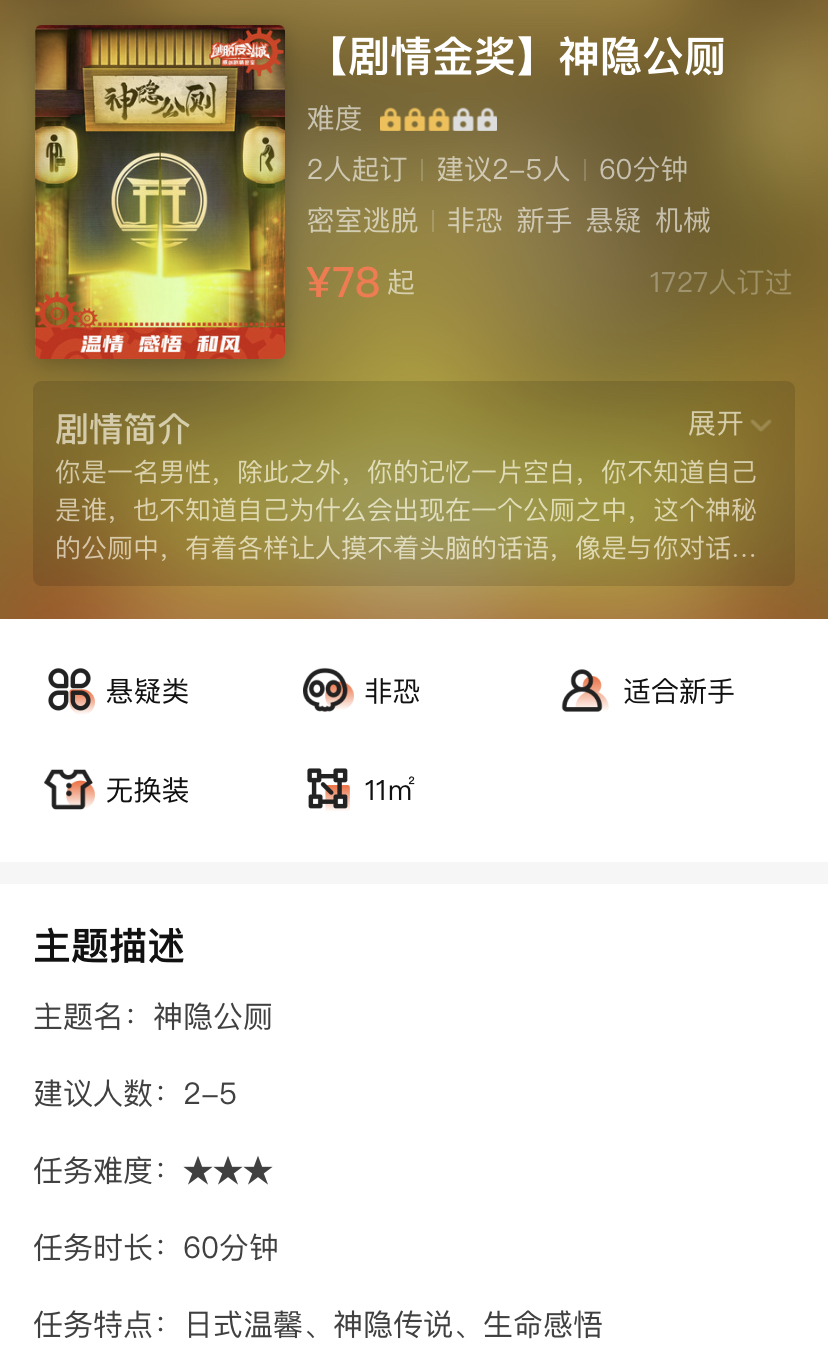 【剧情金奖】神隐公厕
神隐公厕
难度
2人起订 | 建议2-5人 | 60分钟
密室逃脱 | 非恐 新手 悬疑 机械
¥78起
1727人订过
温情 感悟 和风
剧情简介
展开
你是一名男性，除此之外，你的记忆一片空白，你不知道自己
是谁，也不知道自己为什么会出现在一个公厕之中，这个神秘
的公厕中，有着各样让人摸不着头脑的话语，像是与你对话...
悬疑类
非恐
适合新手
无换装
11㎡
主题描述
主题名：神隐公厕
建议人数：2-5
任务难度：★★★
任务时长：60分钟
任务特点：日式温馨、神隐传说、生命感悟